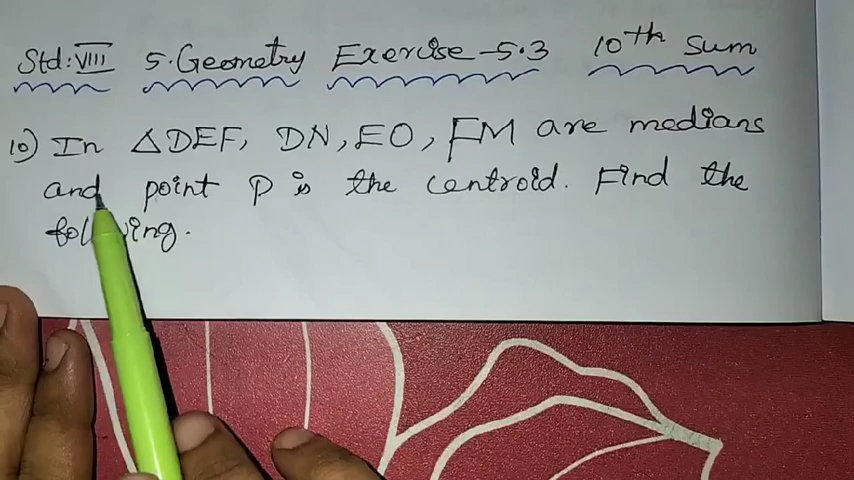 Std: VIII 5. Geometry Exercise - 5.3 10th Sum
10) In △DEF, DN, EO, FM are medians
and point P is the centroid. Find the